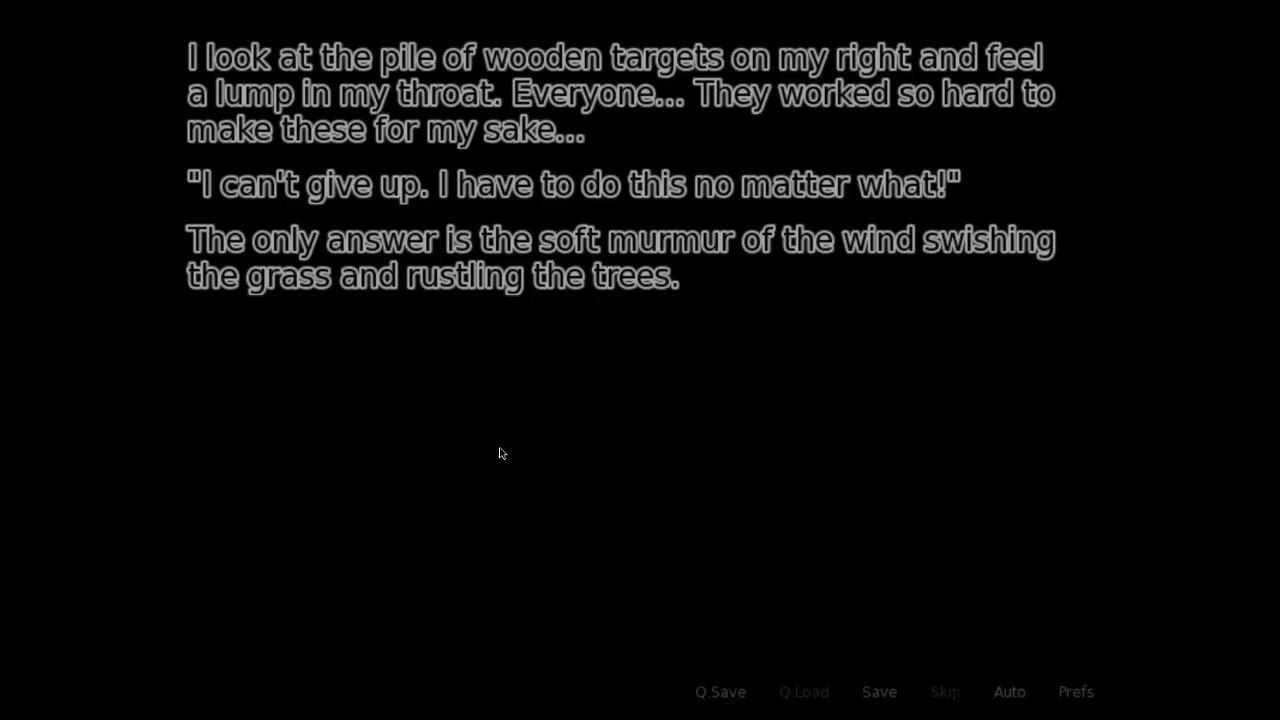 I look at the pile of wooden targets on my right and feel
a lump in my throat. Everyone... They worked so hard to
make these for my sake...
"I can't give up. I have to do this no matter what!"
The only answer is the soft murmur of the wind swishing
the grass and rustling the trees.
Q.Save Q.Load Save Skip Auto Prefs